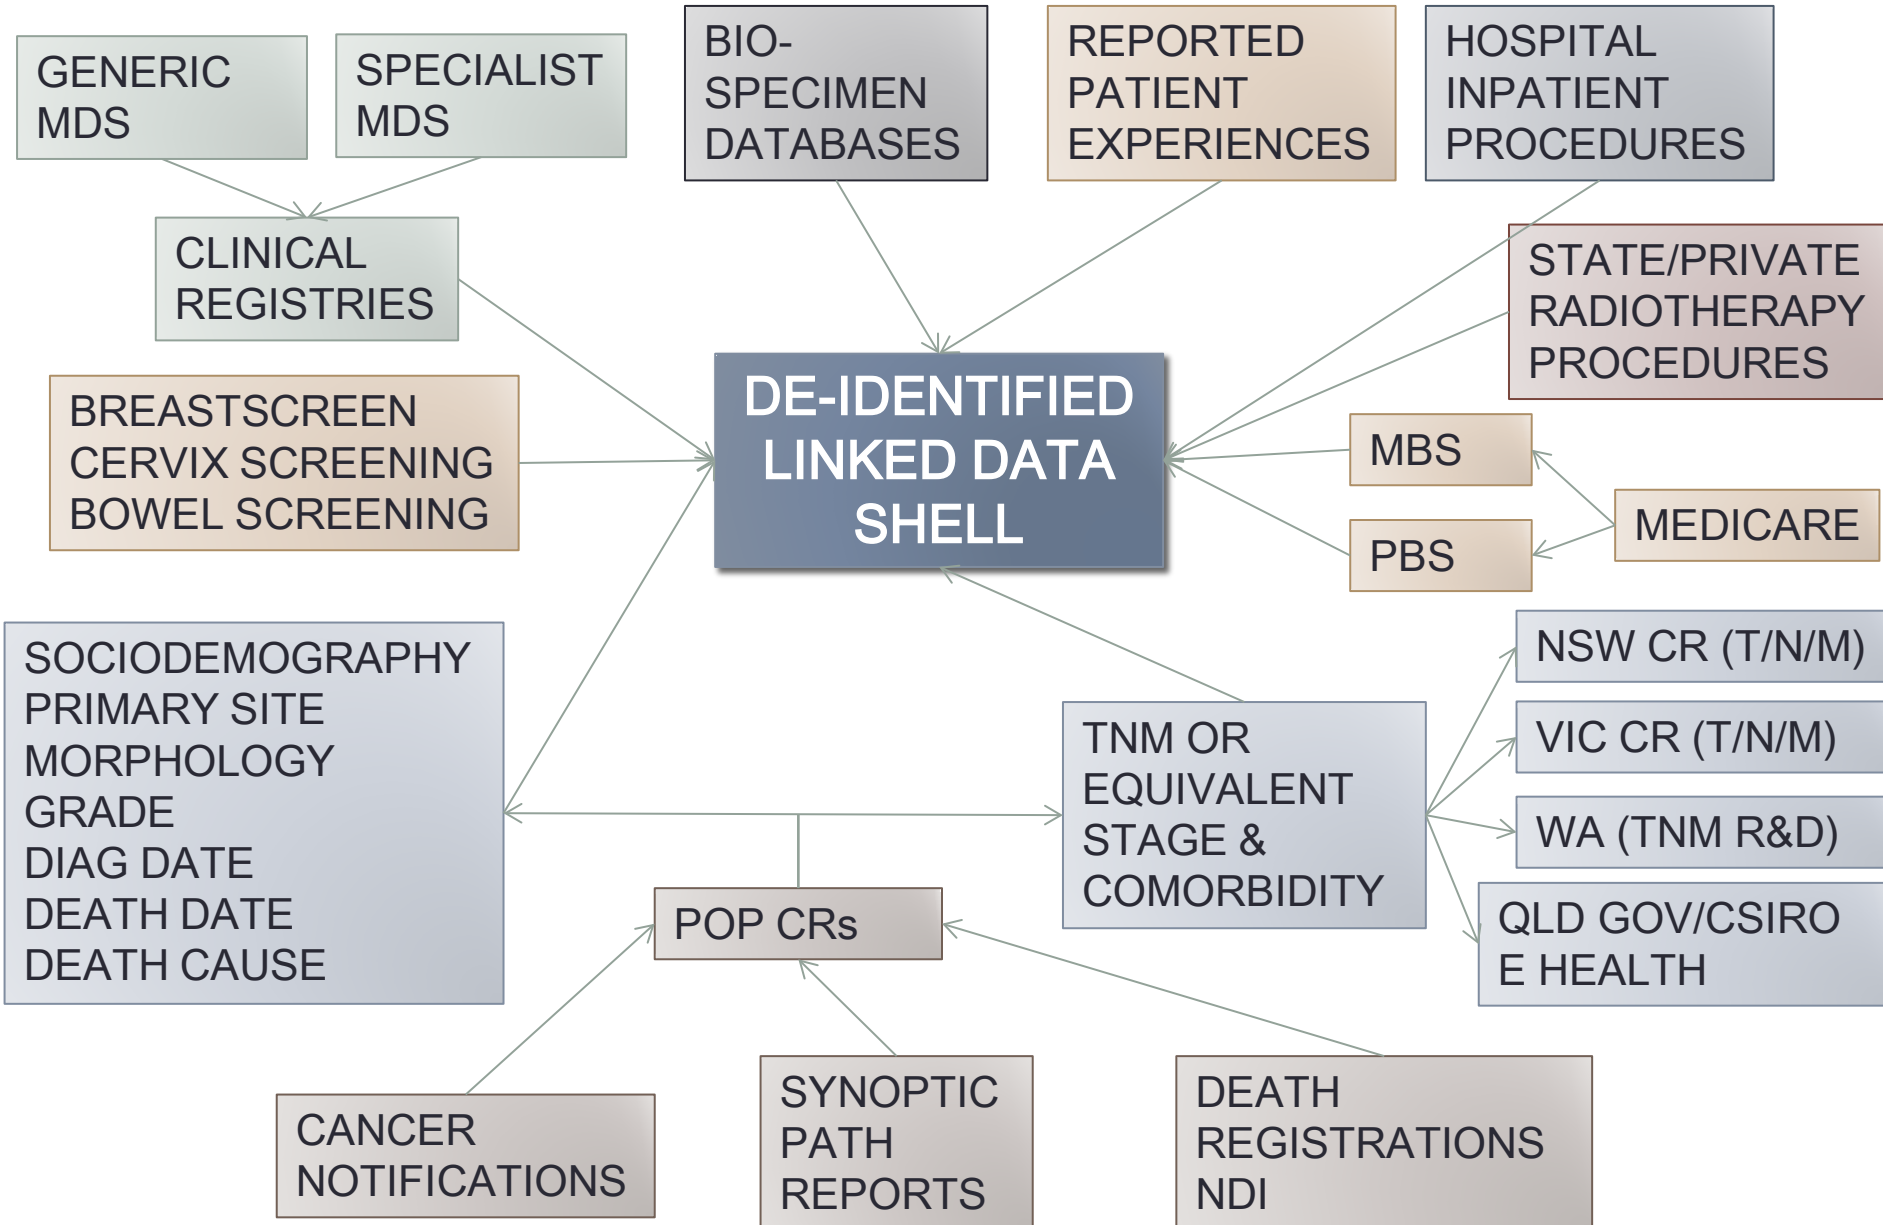 GENERIC
MDS
SPECIALIST
MDS
BIO-
SPECIMEN
DATABASES
REPORTED
PATIENT
EXPERIENCES
HOSPITAL
INPATIENT
PROCEDURES
CLINICAL
REGISTRIES
STATE/PRIVATE
RADIOTHERAPY
PROCEDURES
BREASTSCREEN
CERVIX SCREENING
BOWEL SCREENING
DE-IDENTIFIED
LINKED DATA
SHELL
MBS
PBS
MEDICARE
SOCIODEMOGRAPHY
PRIMARY SITE
MORPHOLOGY
GRADE
DIAG DATE
DEATH DATE
DEATH CAUSE
TNM OR
EQUIVALENT
STAGE &
COMORBIDITY
NSW CR (T/N/M)
VIC CR (T/N/M)
WA (TNM R&D)
QLD GOV/CSIRO
E HEALTH
POP CRs
CANCER
NOTIFICATIONS
SYNOPTIC
PATH
REPORTS
DEATH
REGISTRATIONS
NDI